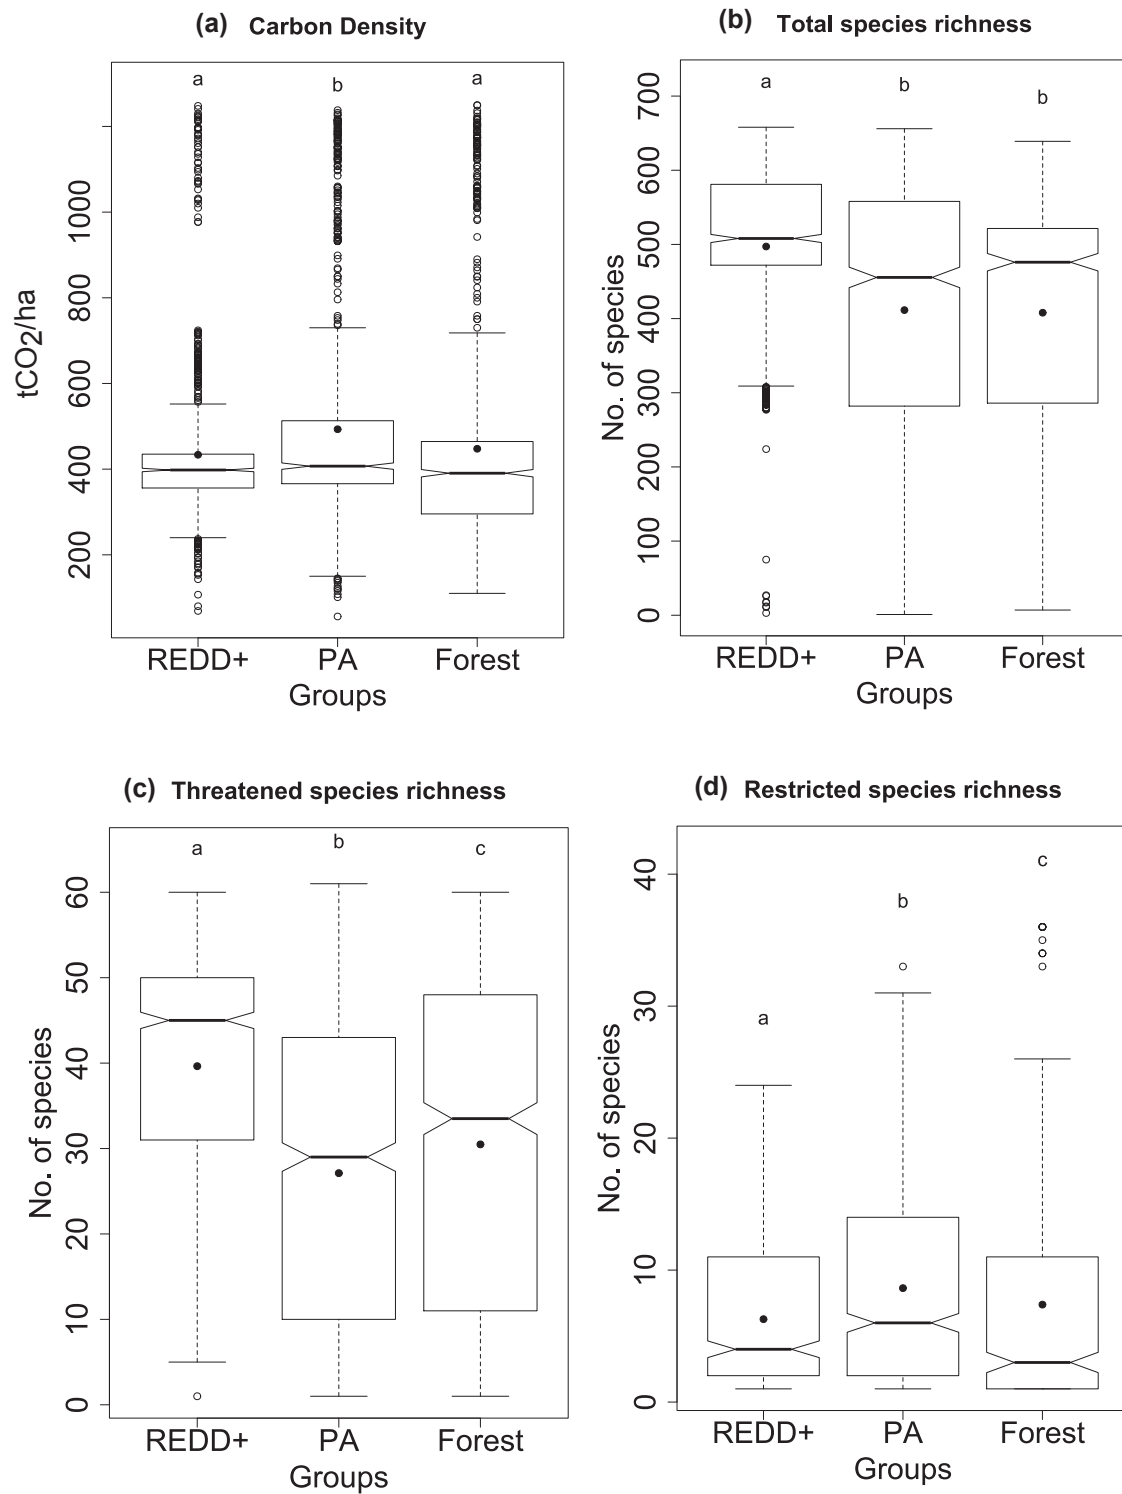 (a) Carbon Density
a b a
tCO2/ha
1000
800
600
400
200
REDD+ PA Forest
Groups
(b) Total species richness
a b b
No. of species
700
600
500
400
300
200
100
0
REDD+ PA Forest
Groups
(c) Threatened species richness
a b c
No. of species
60
50
40
30
20
10
0
REDD+ PA Forest
Groups
(d) Restricted species richness
a b c
No. of species
40
30
20
10
0
REDD+ PA Forest
Groups